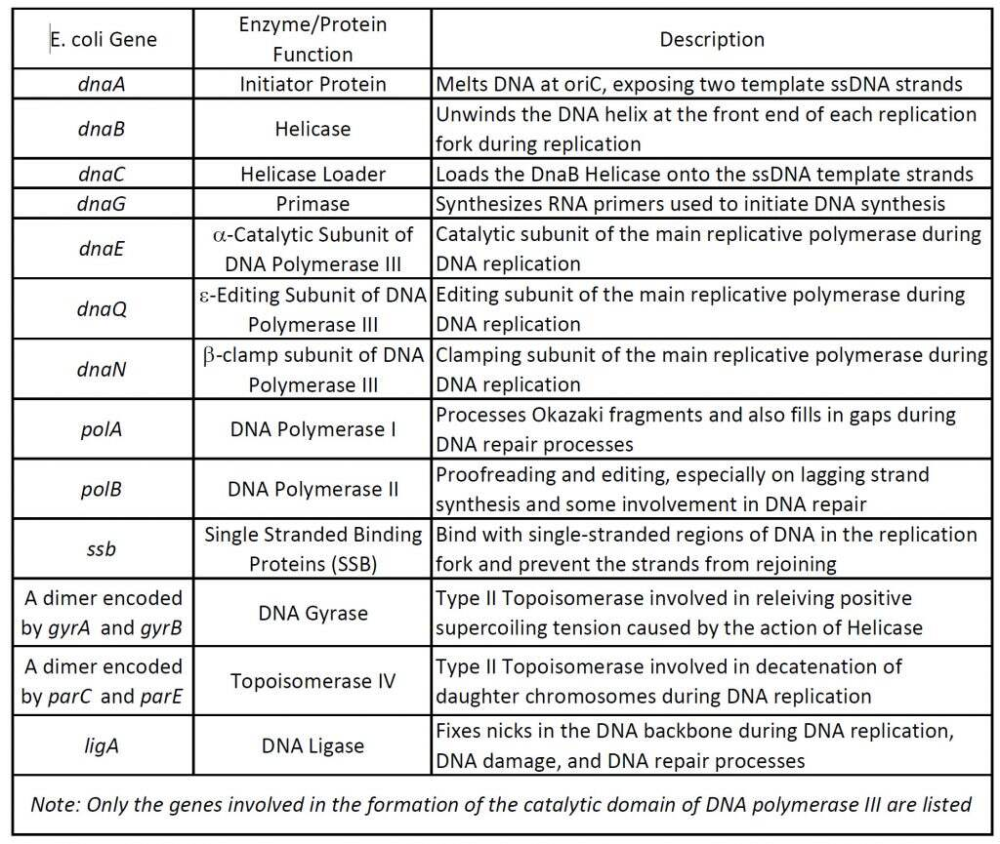 E. coli Gene
Enzyme/Protein
Function
Description
dnaA
Initiator Protein
Melts DNA at oriC, exposing two template ssDNA strands
dnaB
Helicase
Unwinds the DNA helix at the front end of each replication
fork during replication
dnaC
Helicase Loader
Loads the DnaB Helicase onto the ssDNA template strands
dnaG
Primase
Synthesizes RNA primers used to initiate DNA synthesis
dnaE
α-Catalytic Subunit of
DNA Polymerase III
Catalytic subunit of the main replicative polymerase during
DNA replication
dnaQ
ε-Editing Subunit of DNA
Polymerase III
Editing subunit of the main replicative polymerase during
DNA replication
dnaN
β-clamp subunit of DNA
Polymerase III
Clamping subunit of the main replicative polymerase during
DNA replication
polA
DNA Polymerase I
Processes Okazaki fragments and also fills in gaps during
DNA repair processes
polB
DNA Polymerase II
Proofreading and editing, especially on lagging strand
synthesis and some involvement in DNA repair
ssb
Single Stranded Binding
Proteins (SSB)
Bind with single-stranded regions of DNA in the replication
fork and prevent the strands from rejoining
A dimer encoded
by gyrA and gyrB
DNA Gyrase
Type II Topoisomerase involved in releiving positive
supercoiling tension caused by the action of Helicase
A dimer encoded
by parC and parE
Topoisomerase IV
Type II Topoisomerase involved in decatenation of
daughter chromosomes during DNA replication
ligA
DNA Ligase
Fixes nicks in the DNA backbone during DNA replication,
DNA damage, and DNA repair processes
Note: Only the genes involved in the formation of the catalytic domain of DNA polymerase III are listed